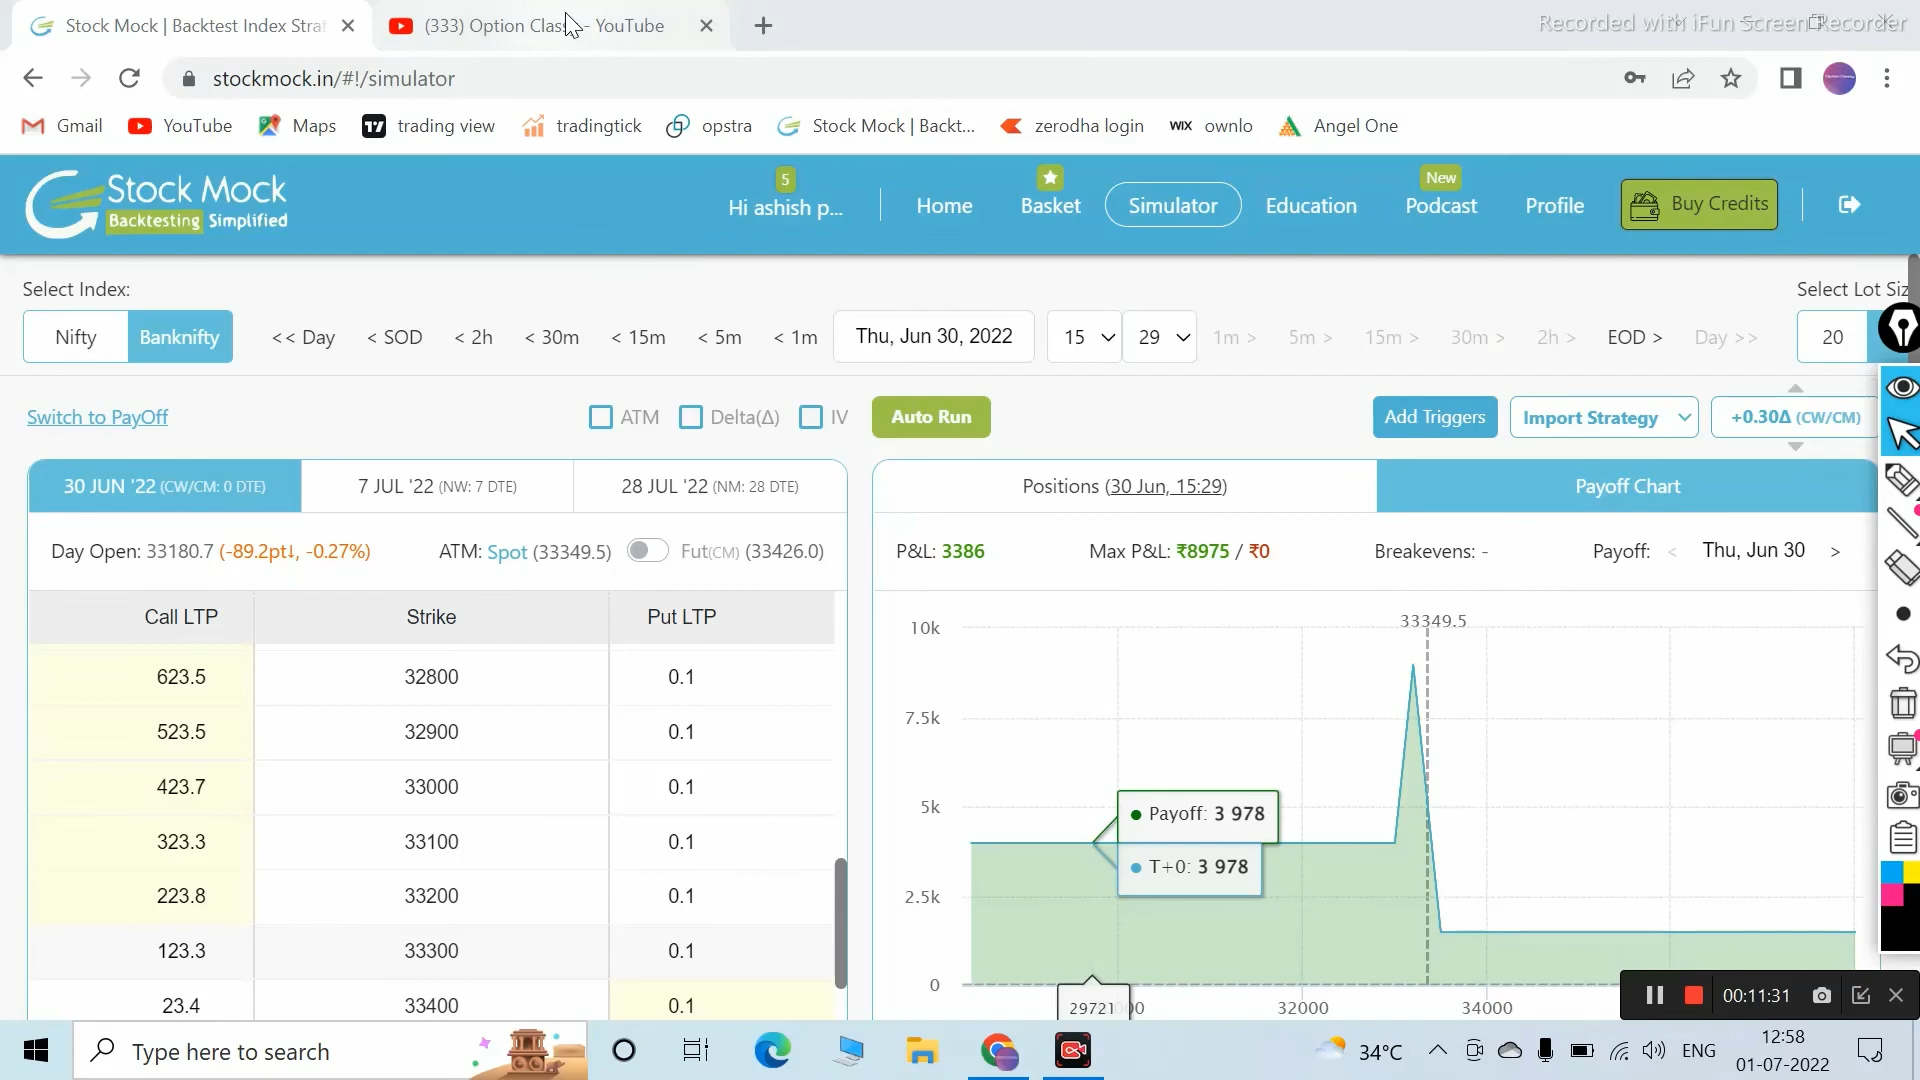 Stock Mock | Backtest Index Strat
(333) Option Clas - YouTube
Recorded with iFun Screen Recorder
stockmock.in/#!/simulator
Gmail YouTube Maps trading view tradingtick opstra Stock Mock | Backt... zerodha login WIX ownlo Angel One
Stock Mock
Backtesting Simplified
5
Hi ashish p...
Home
Basket
Simulator
Education
New
Podcast
Profile
Buy Credits
Select Index:
Select Lot Siz
Nifty Banknifty << Day < SOD < 2h < 30m < 15m < 5m < 1m Thu, Jun 30, 2022 15 29 1m > 5m > 15m > 30m > 2h > EOD > Day >> 20
Switch to PayOff ATM Delta(Δ) IV Auto Run Add Triggers Import Strategy +0.30Δ (CW/CM)
30 JUN '22 (CW/CM: 0 DTE) 7 JUL '22 (NW: 7 DTE) 28 JUL '22 (NM: 28 DTE)
Day Open: 33180.7 (-89.2pt↓, -0.27%) ATM: Spot (33349.5) Fut(CM) (33426.0)
Call LTP Strike Put LTP
623.5 32800 0.1
523.5 32900 0.1
423.7 33000 0.1
323.3 33100 0.1
223.8 33200 0.1
123.3 33300 0.1
23.4 33400 0.1
Positions (30 Jun, 15:29) Payoff Chart
P&L: 3386 Max P&L: ₹8975 / ₹0 Breakevens: - Payoff: < Thu, Jun 30 >
33349.5
10k
7.5k
5k
2.5k
0
Payoff: 3 978
T+0: 3 978
29721 00 32000 34000
00:11:31
Type here to search
34°C ENG
12:58
01-07-2022